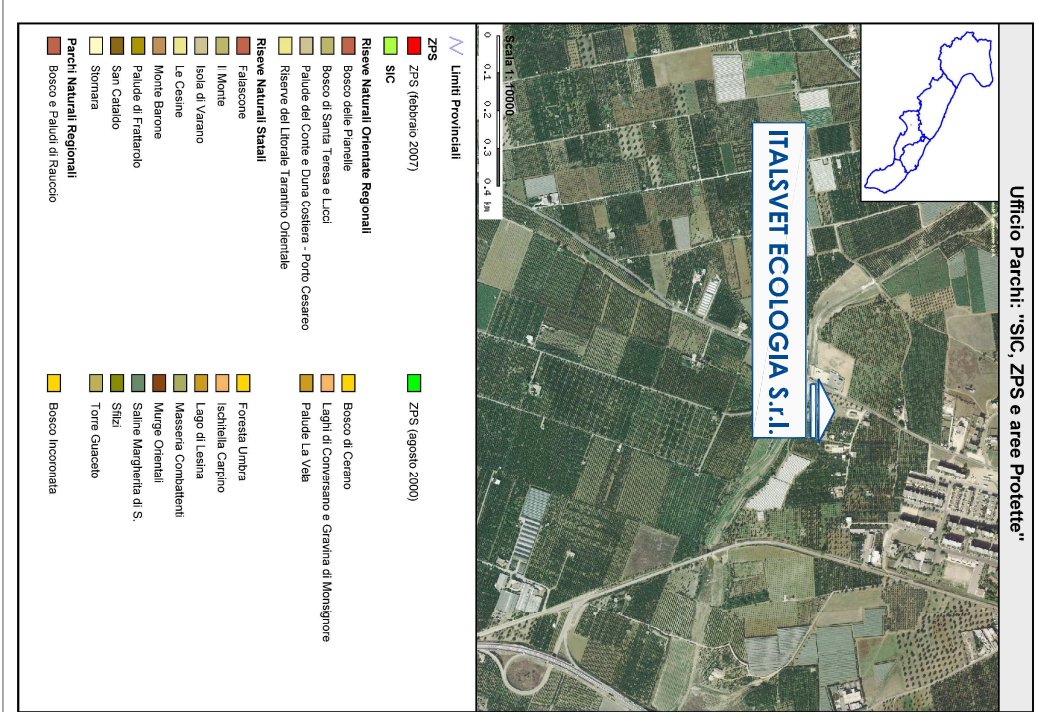 Ufficio Parchi: "SIC, ZPS e aree Protette"
ITALSVET ECOLOGIA S.r.l.
Scala 1:10000
0 0.1 0.2 0.3 0.4 km
Limiti Provinciali
ZPS
ZPS (febbraio 2007)
ZPS (agosto 2000)
SIC
Riseve Naturali Orientate Regionali
Bosco delle Pianelle
Bosco di Cerano
Bosco di Santa Teresa e Lucci
Laghi di Conversano e Gravina di Monsignore
Palude del Conte e Duna Costiera - Porto Cesareo
Palude La Vela
Riserve del Litorale Tarantino Orientale
Riseve Naturali Statali
Falascone
Foresta Umbra
Il Monte
Ischitella Carpino
Isola di Varano
Lago di Lesina
Le Cesine
Masseria Combattenti
Monte Barone
Murge Orientali
Palude di Frattarolo
Saline Margherita di S.
San Cataldo
Sfilzi
Stornara
Torre Guaceto
Parchi Naturali Regionali
Bosco e Paludi di Rauccio
Bosco Incoronata